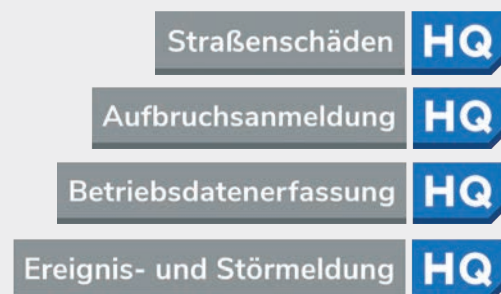 Straßenschäden HQ
Aufbruchsanmeldung HQ
Betriebsdatenerfassung HQ
Ereignis- und Störmeldung HQ